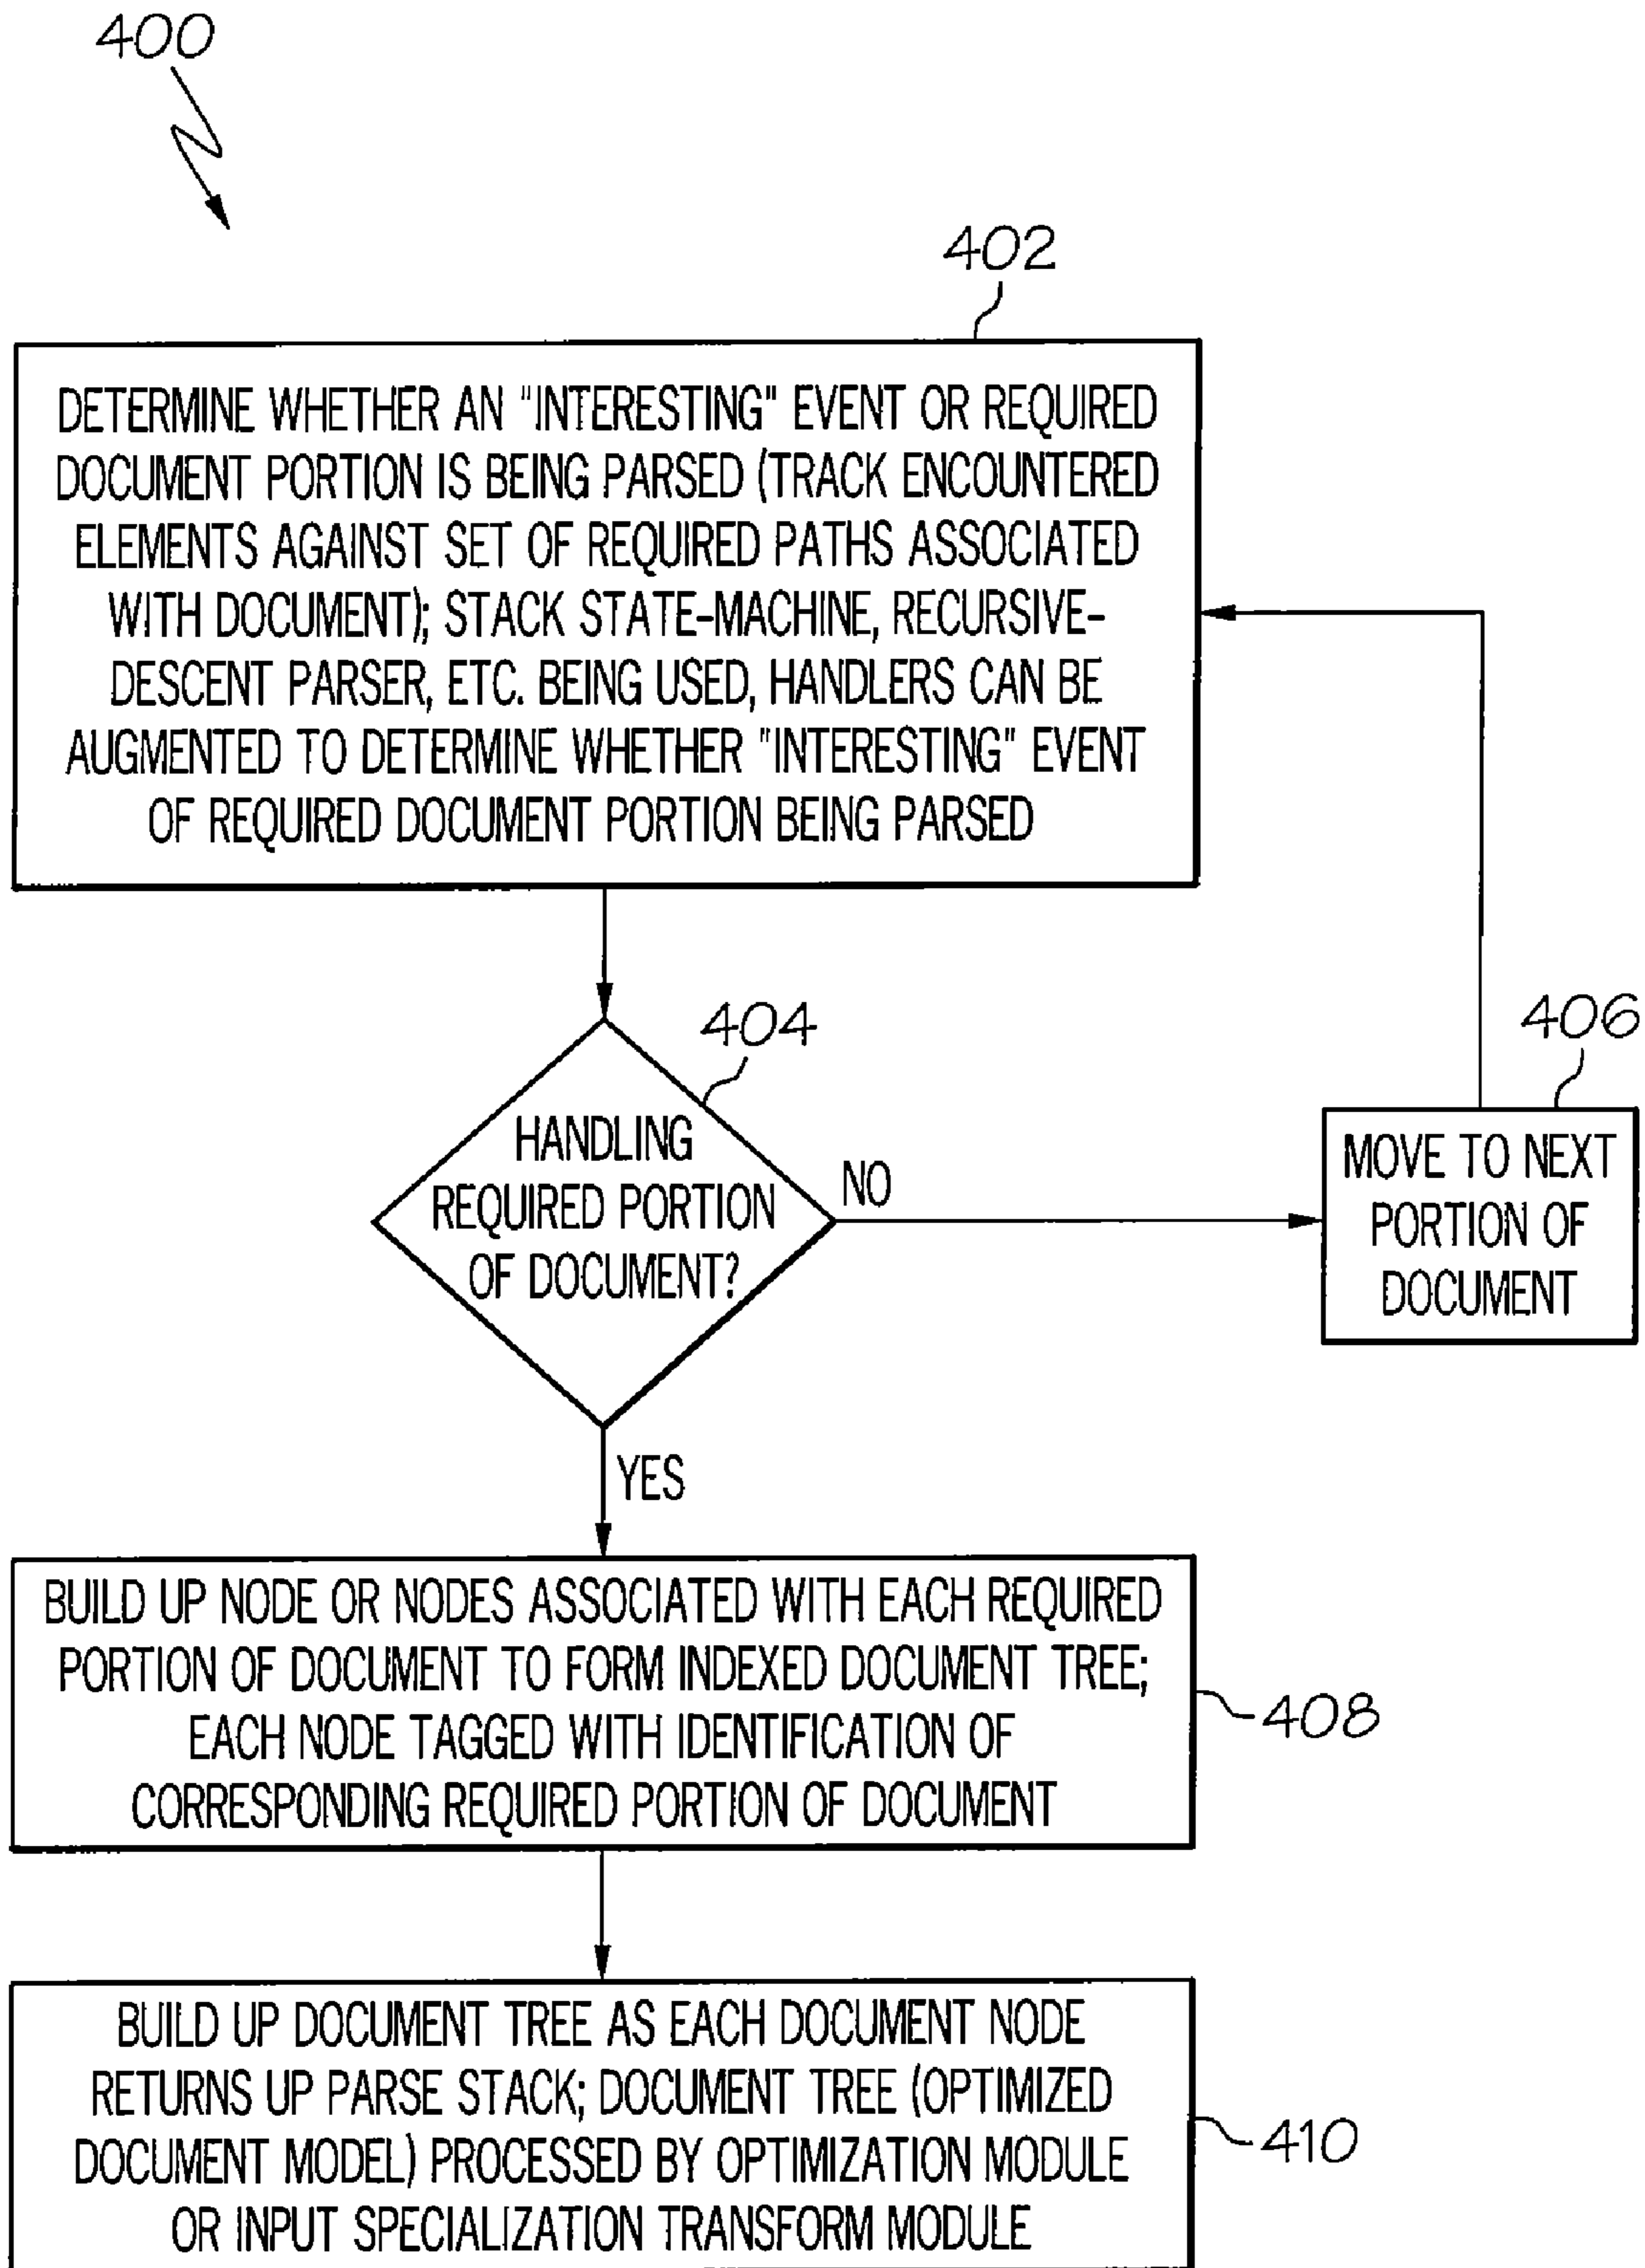 400
402
DETERMINE WHETHER AN "INTERESTING" EVENT OR REQUIRED
DOCUMENT PORTION IS BEING PARSED (TRACK ENCOUNTERED
ELEMENTS AGAINST SET OF REQUIRED PATHS ASSOCIATED
WITH DOCUMENT); STACK STATE-MACHINE, RECURSIVE-
DESCENT PARSER, ETC. BEING USED, HANDLERS CAN BE
AUGMENTED TO DETERMINE WHETHER "INTERESTING" EVENT
OF REQUIRED DOCUMENT PORTION BEING PARSED
404
HANDLING
REQUIRED PORTION
OF DOCUMENT?
NO
406
MOVE TO NEXT
PORTION OF
DOCUMENT
YES
BUILD UP NODE OR NODES ASSOCIATED WITH EACH REQUIRED
PORTION OF DOCUMENT TO FORM INDEXED DOCUMENT TREE;
EACH NODE TAGGED WITH IDENTIFICATION OF
CORRESPONDING REQUIRED PORTION OF DOCUMENT
408
BUILD UP DOCUMENT TREE AS EACH DOCUMENT NODE
RETURNS UP PARSE STACK; DOCUMENT TREE (OPTIMIZED
DOCUMENT MODEL) PROCESSED BY OPTIMIZATION MODULE
OR INPUT SPECIALIZATION TRANSFORM MODULE
410